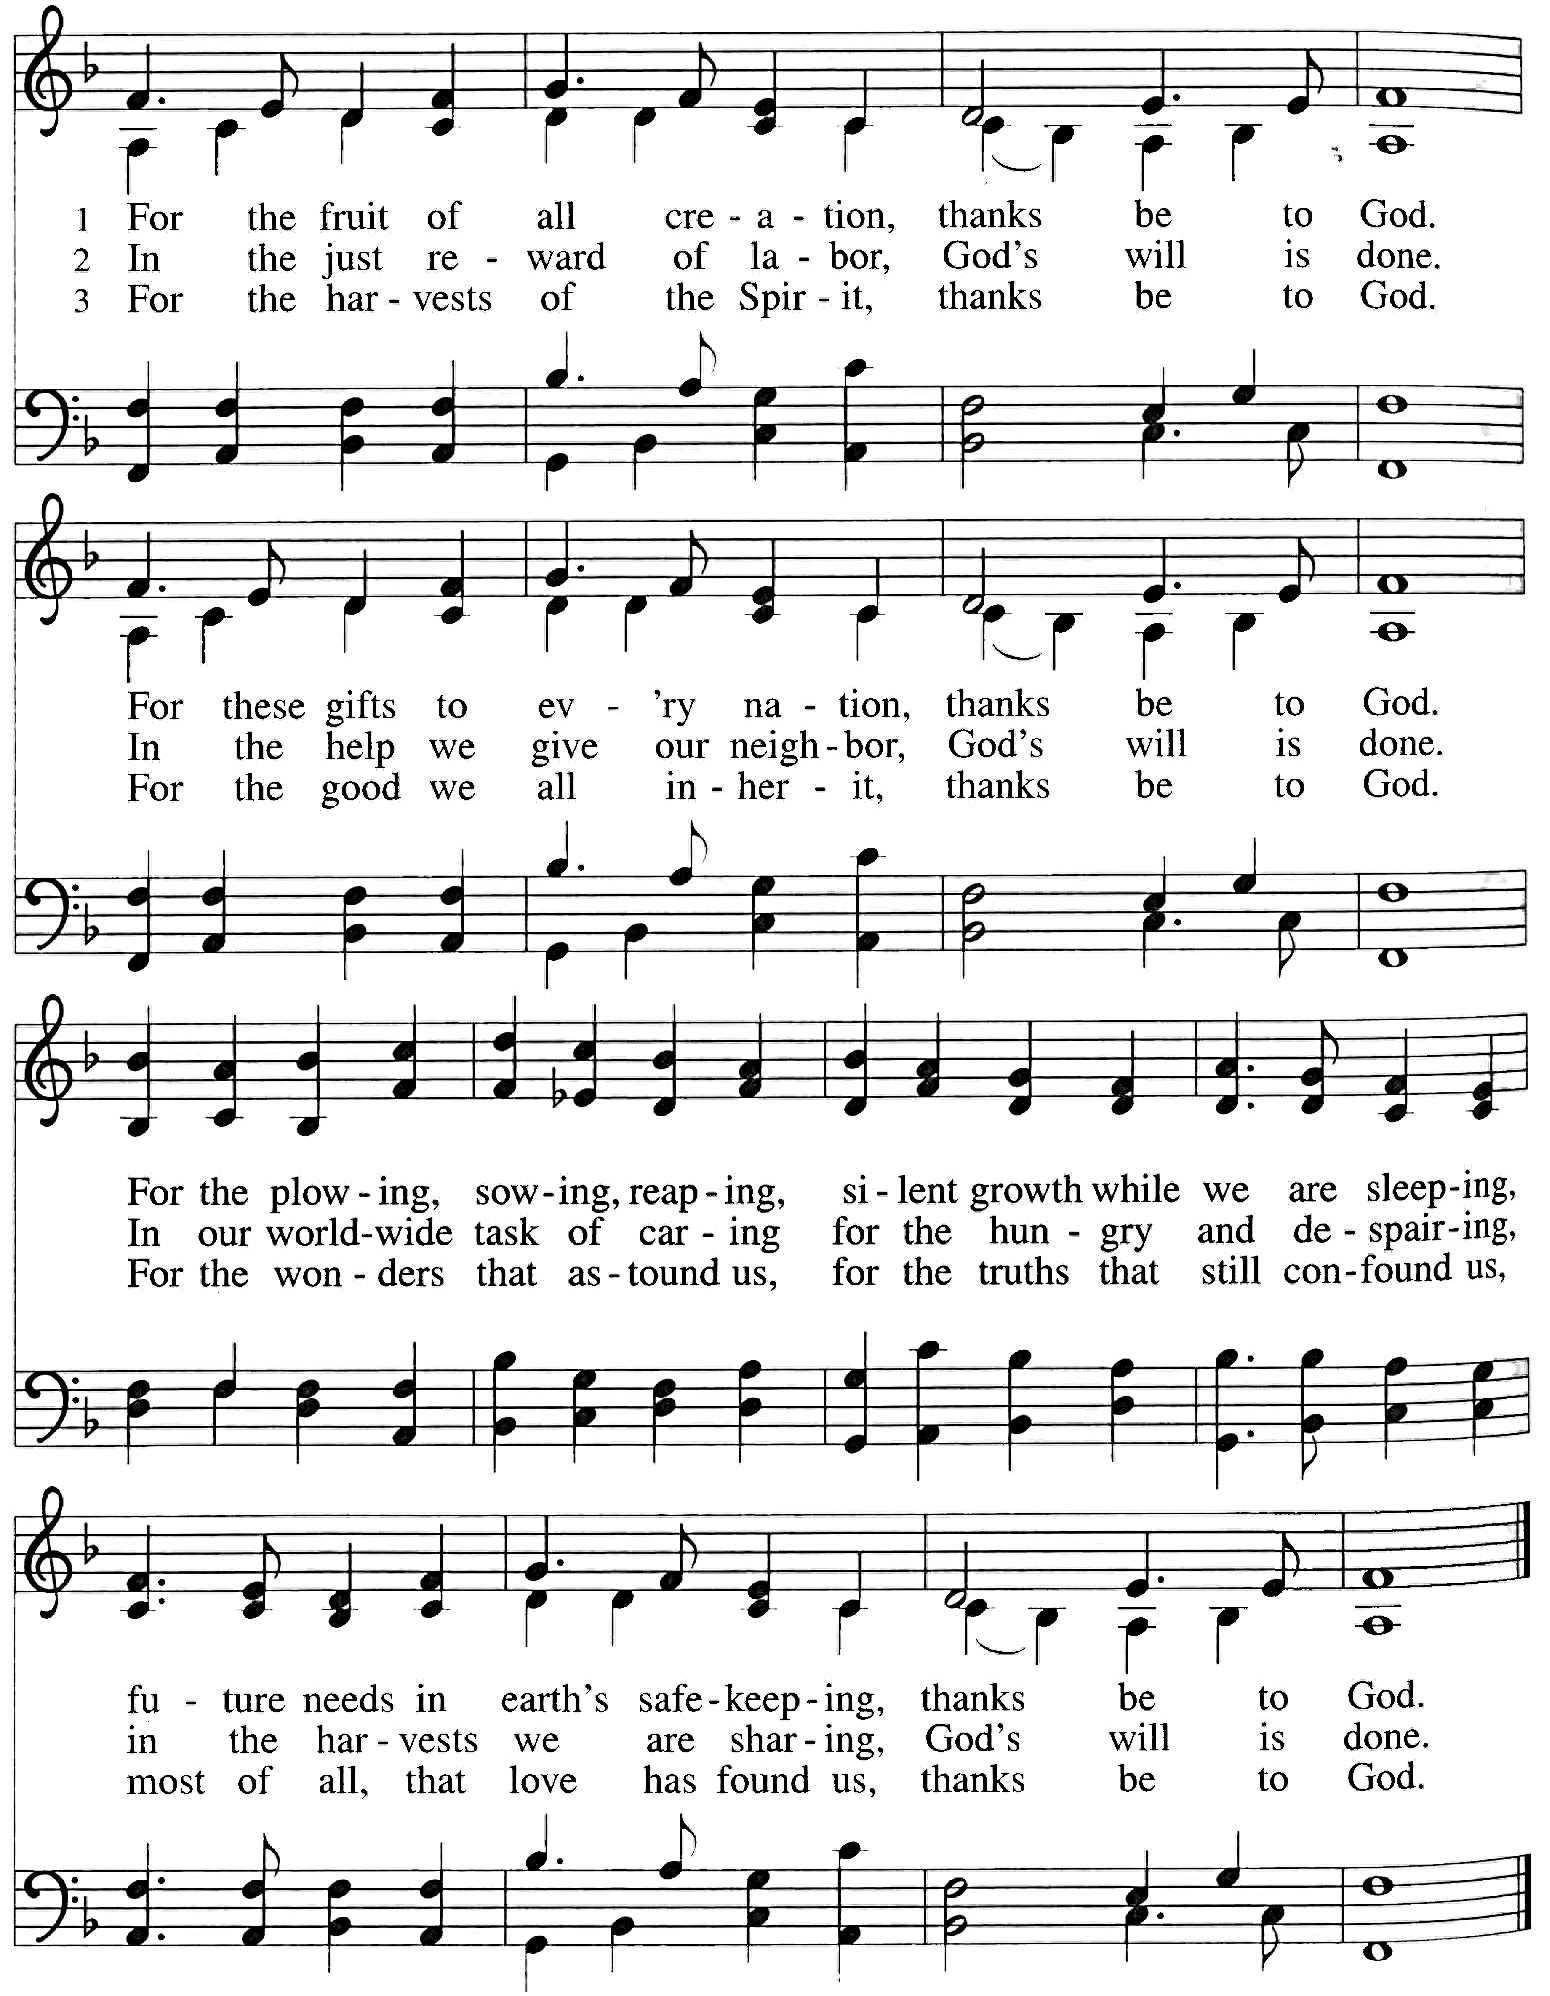 1 For the fruit of all cre - a - tion, thanks be to God.
2 In the just re - ward of la - bor, God's will is done.
3 For the har - vests of the Spir - it, thanks be to God.
For these gifts to ev - 'ry na - tion, thanks be to God.
In the help we give our neigh - bor, God's will is done.
For the good we all in - her - it, thanks be to God.
For the plow - ing, sow - ing, reap - ing, si - lent growth while we are sleep - ing,
In our world - wide task of car - ing for the hun - gry and de - spair - ing,
For the won - ders that as - tound us, for the truths that still con - found us,
fu - ture needs in earth's safe - keep - ing, thanks be to God.
in the har - vests we are shar - ing, God's will is done.
most of all, that love has found us, thanks be to God.